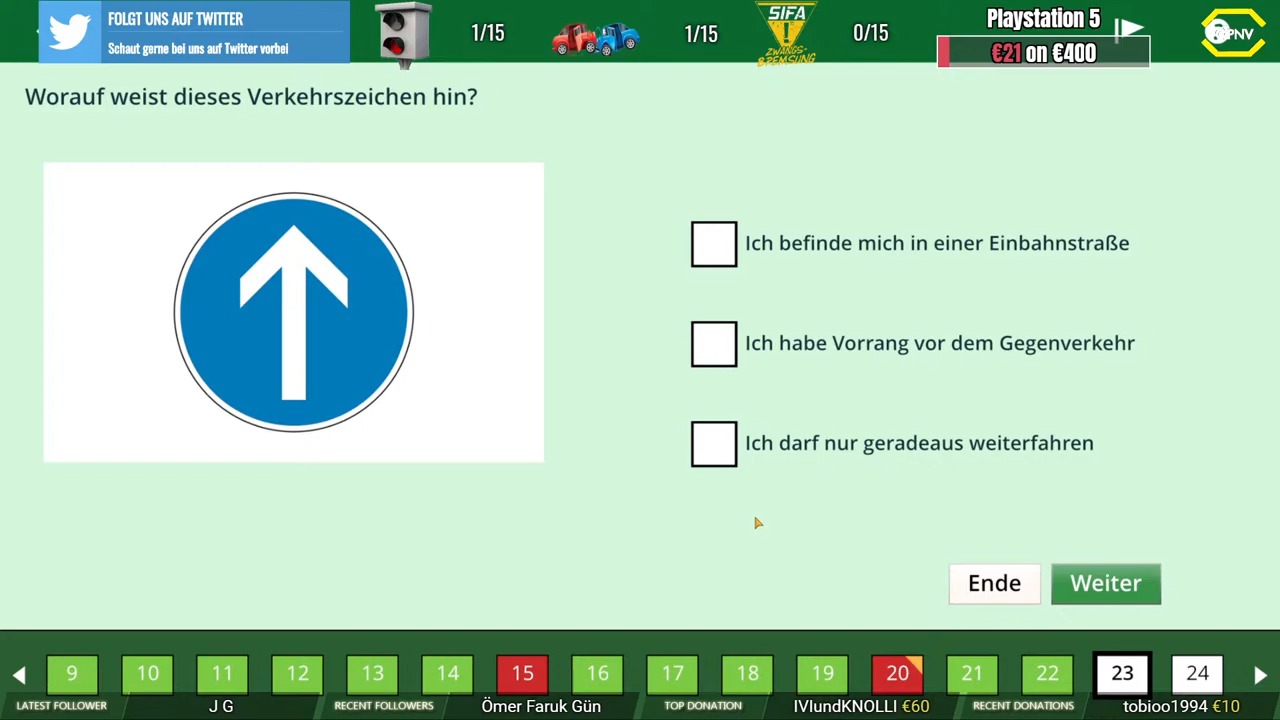 FOLGT UNS AUF TWITTER
Schaut gerne bei uns auf Twitter vorbei
1/15
1/15
SIFA
ZWANGS-
BREMSUNG
0/15
Playstation 5
€21 on €400
ÖPNV
Worauf weist dieses Verkehrszeichen hin?
Ich befinde mich in einer Einbahnstraße
Ich habe Vorrang vor dem Gegenverkehr
Ich darf nur geradeaus weiterfahren
Ende
Weiter
9 10 11 12 13 14 15 16 17 18 19 20 21 22 23 24
LATEST FOLLOWER J G RECENT FOLLOWERS Ömer Faruk Gün TOP DONATION IVIundKNOLLI €60 RECENT DONATIONS tobioo1994 €10